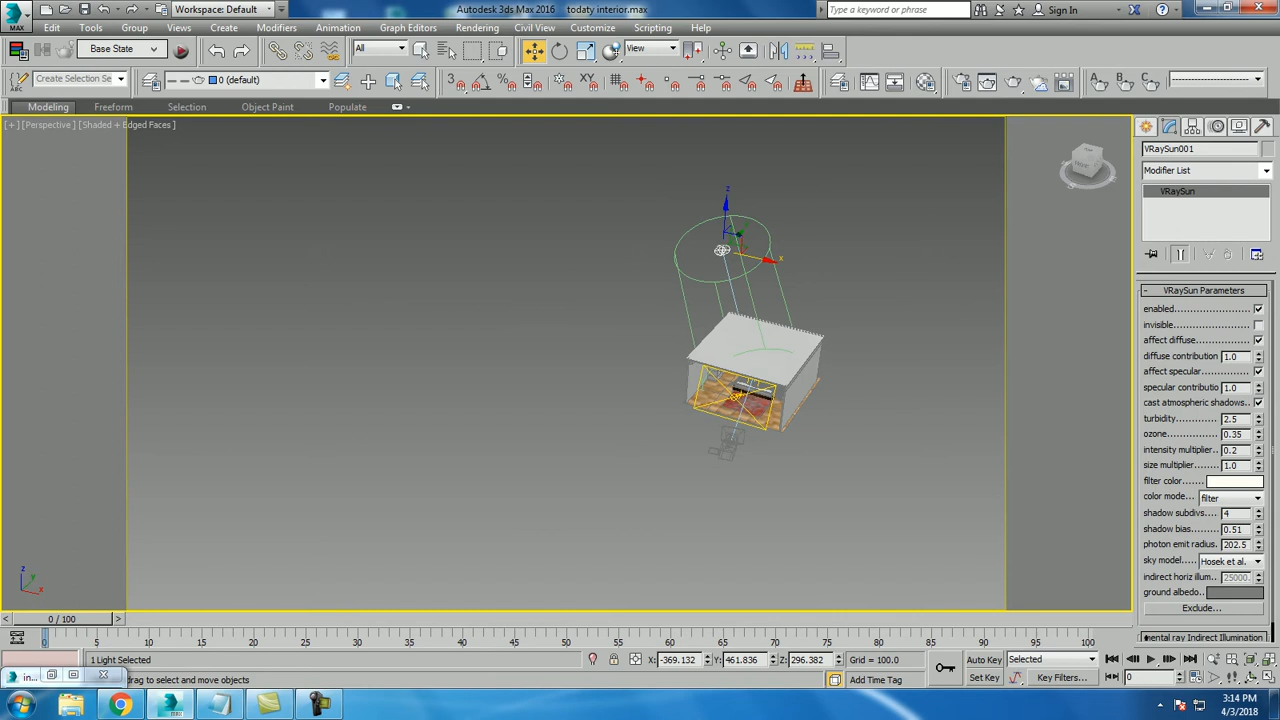 Autodesk 3ds Max 2016 todaty interior.max
Workspace: Default
Type a keyword or phrase
Sign In
MAX
Edit Tools Group Views Create Modifiers Animation Graph Editors Rendering Civil View Customize Scripting Help
Base State
All
View
Create Selection Se
0 (default)
Modeling Freeform Selection Object Paint Populate
[+] [Perspective] [Shaded + Edged Faces]
z
x
VRaySun001
Modifier List
VRaySun
- VRaySun Parameters
enabled
invisible
affect diffuse
diffuse contribution 1.0
affect specular
specular contributio 1.0
cast atmospheric shadows
turbidity 2.5
ozone 0.35
intensity multiplier 0.2
size multiplier 1.0
filter color
color mode filter
shadow subdivs 4
shadow bias 0.51
photon emit radius 202.5
sky model Hosek et al.
indirect horiz illum 25000.
ground albedo
Exclude...
mental ray Indirect Illumination
z
y
x
0 / 100
0 5 10 15 20 25 30 35 40 45 50 55 60 65 70 75 80 85 90 95 100
1 Light Selected X: -369.132 Y: 461.836 Z: 296.382 Grid = 100.0 Auto Key Selected
in... drag to select and move objects Add Time Tag Set Key Key Filters... 0
3:14 PM
4/3/2018